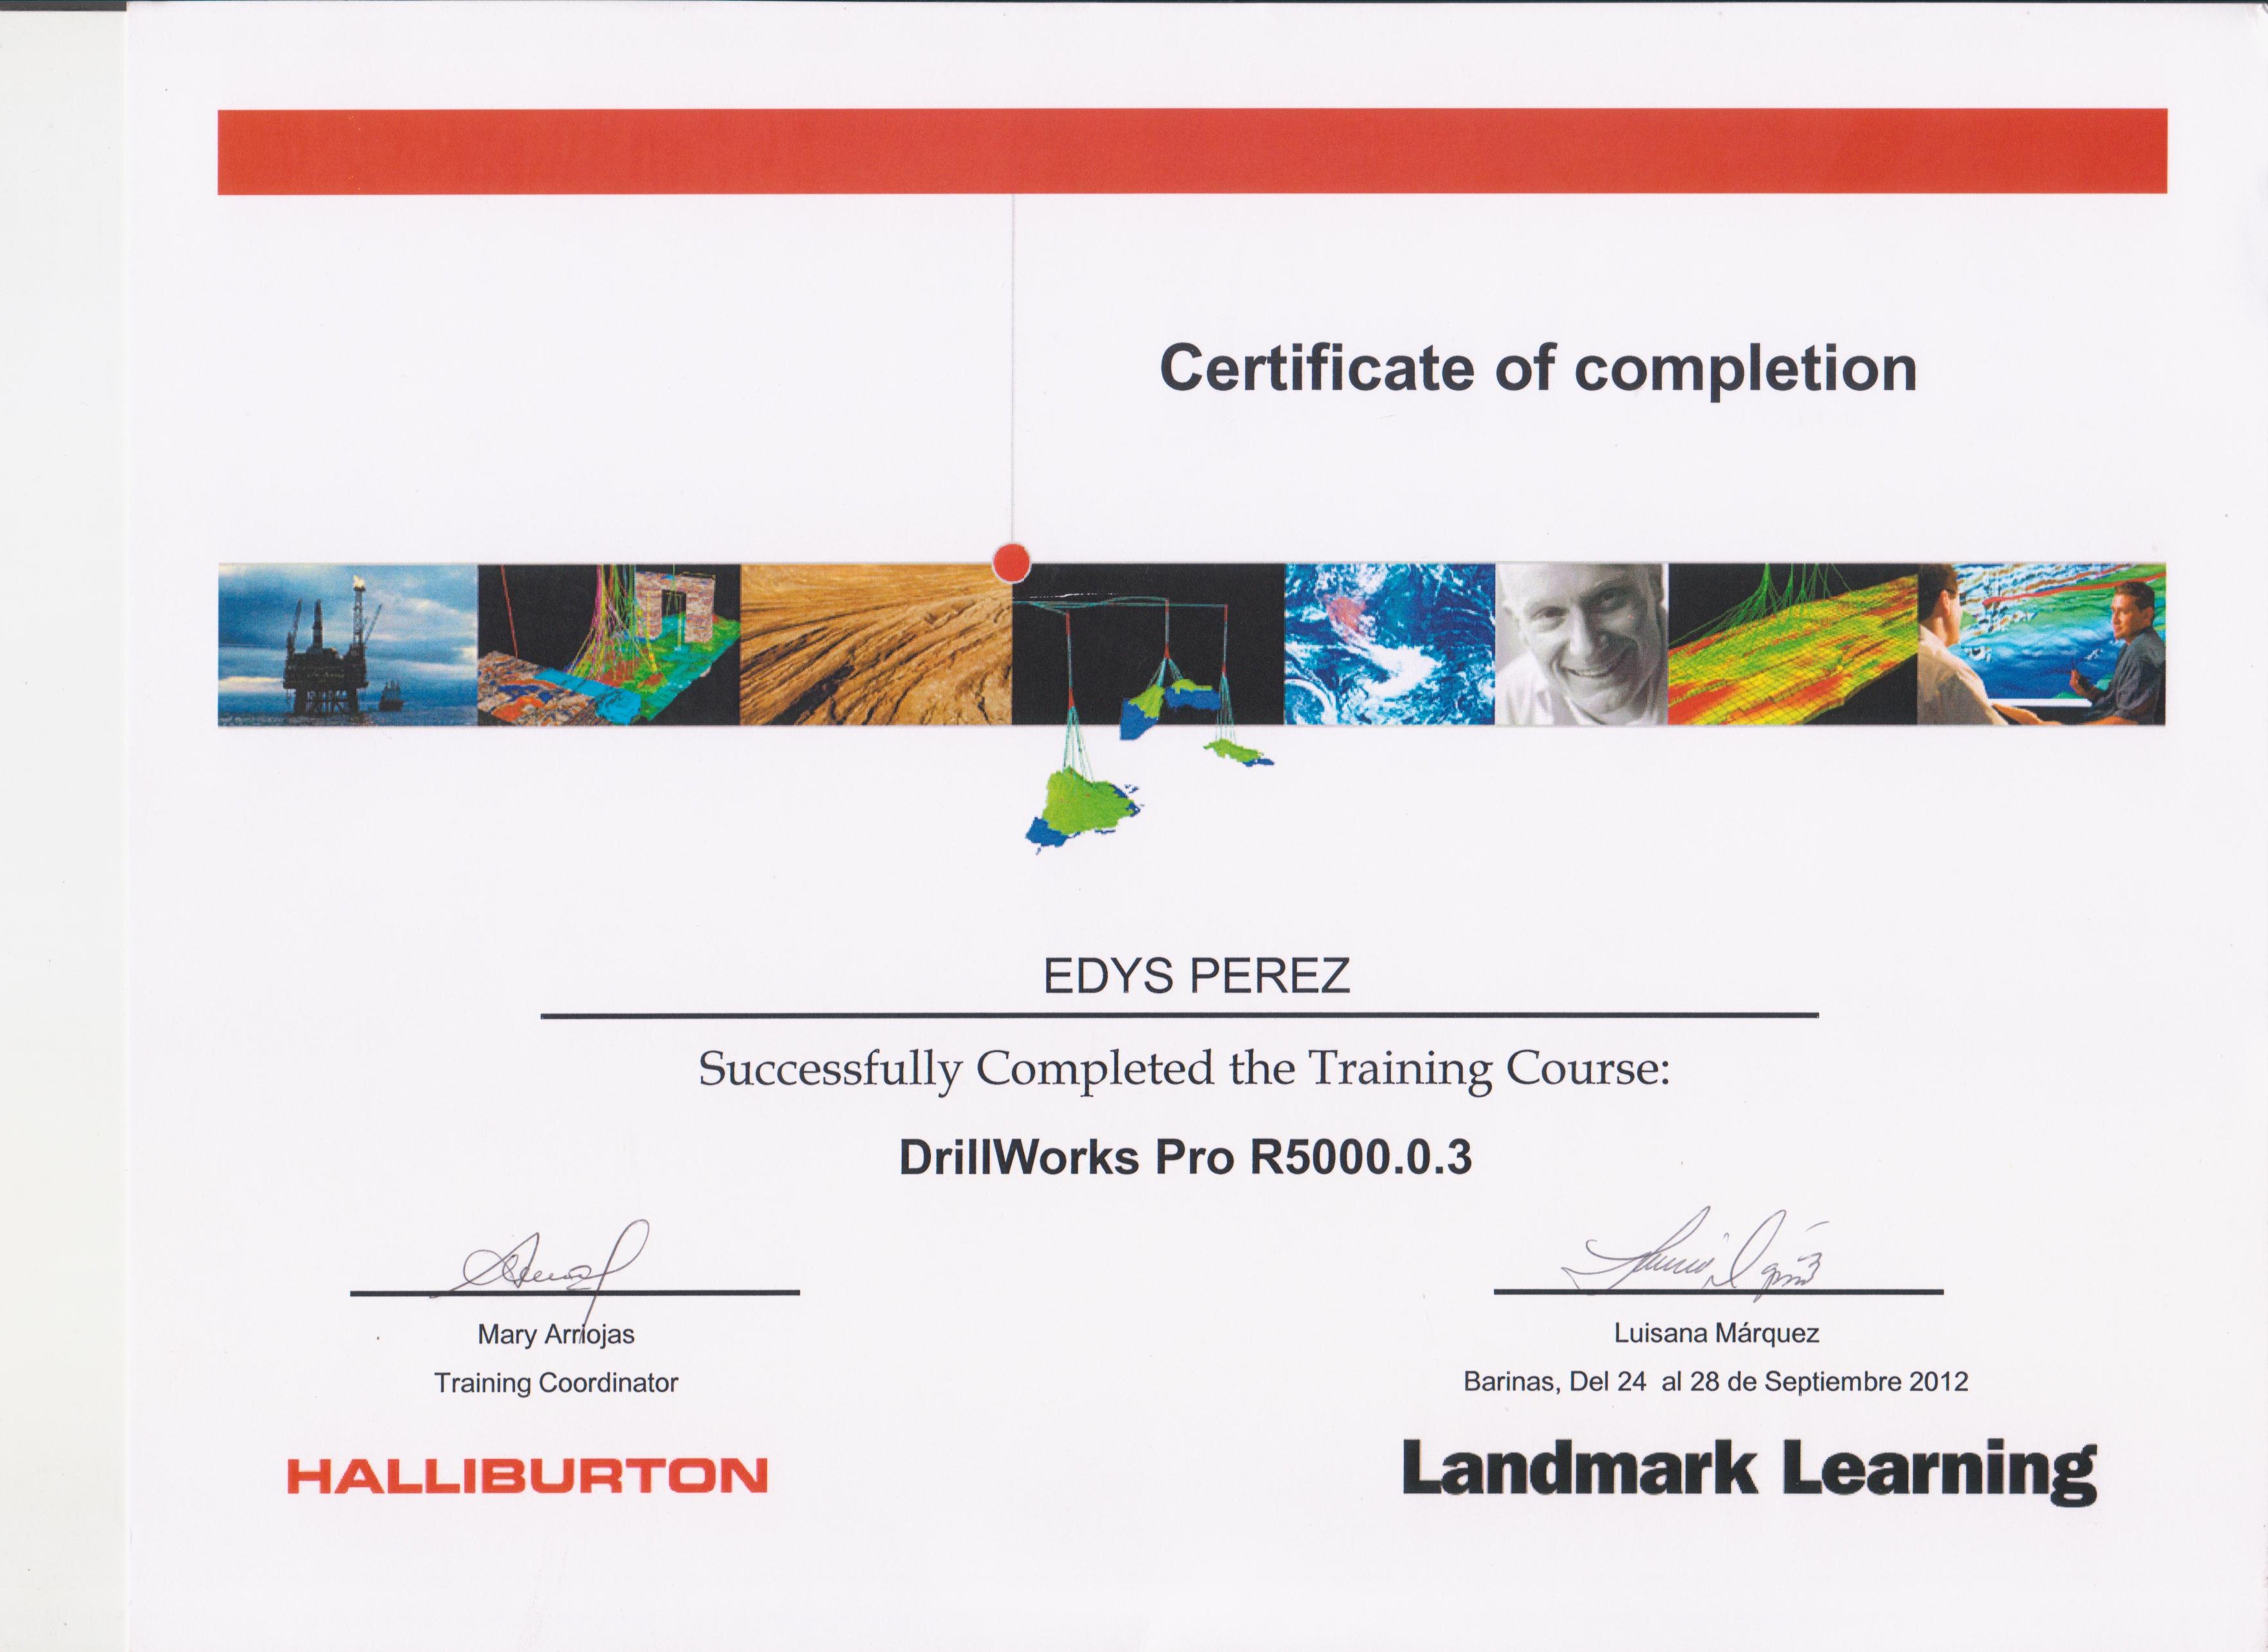 Certificate of completion
EDYS PEREZ
Successfully Completed the Training Course:
DrillWorks Pro R5000.0.3
Mary Arriojas
Training Coordinator
Luisana Márquez
Barinas, Del 24 al 28 de Septiembre 2012
HALLIBURTON
Landmark Learning